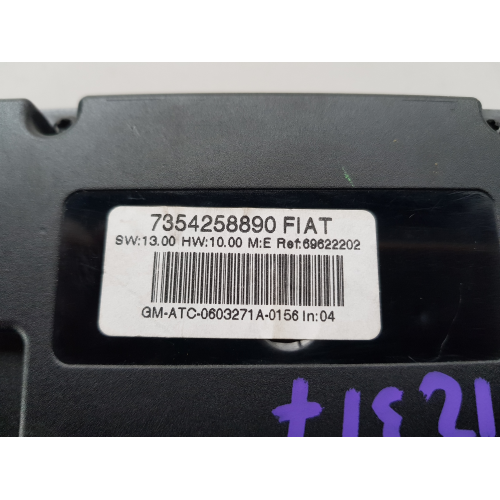 7354258890 FIAT
SW:13.00 HW:10.00 M:E Ref:69622202
GM-ATC-0603271A-0156 In:04